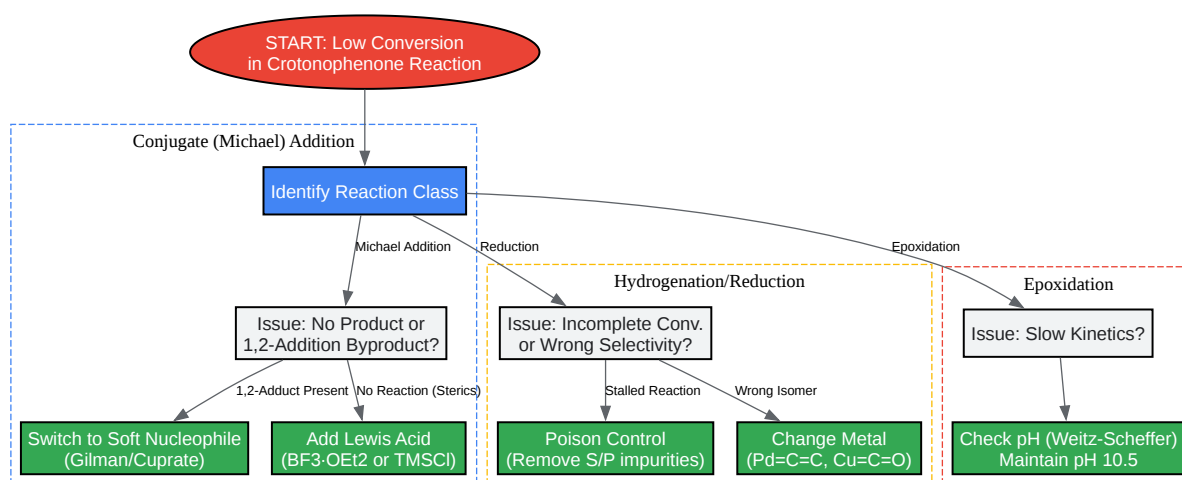 START: Low Conversion
in Crotonophenone Reaction
Conjugate (Michael) Addition
Identify Reaction Class
Michael Addition
Reduction
Epoxidation
Hydrogenation/Reduction
Epoxidation
Issue: No Product or
1,2-Addition Byproduct?
Issue: Incomplete Conv.
or Wrong Selectivity?
Issue: Slow Kinetics?
1,2-Adduct Present
No Reaction (Sterics)
Stalled Reaction
Wrong Isomer
Switch to Soft Nucleophile
(Gilman/Cuprate)
Add Lewis Acid
(BF3·OEt2 or TMSCl)
Poison Control
(Remove S/P impurities)
Change Metal
(Pd=C=C, Cu=C=O)
Check pH (Weitz-Scheffer)
Maintain pH 10.5